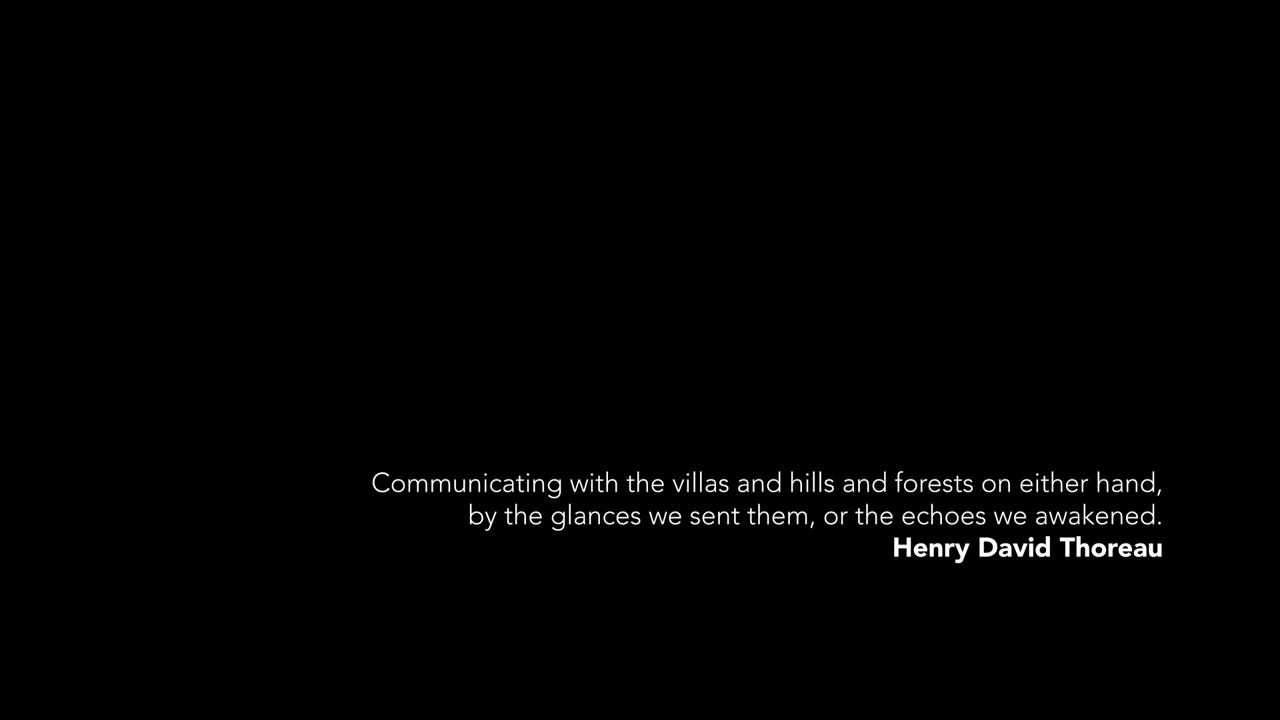 Communicating with the villas and hills and forests on either hand,
by the glances we sent them, or the echoes we awakened.
Henry David Thoreau